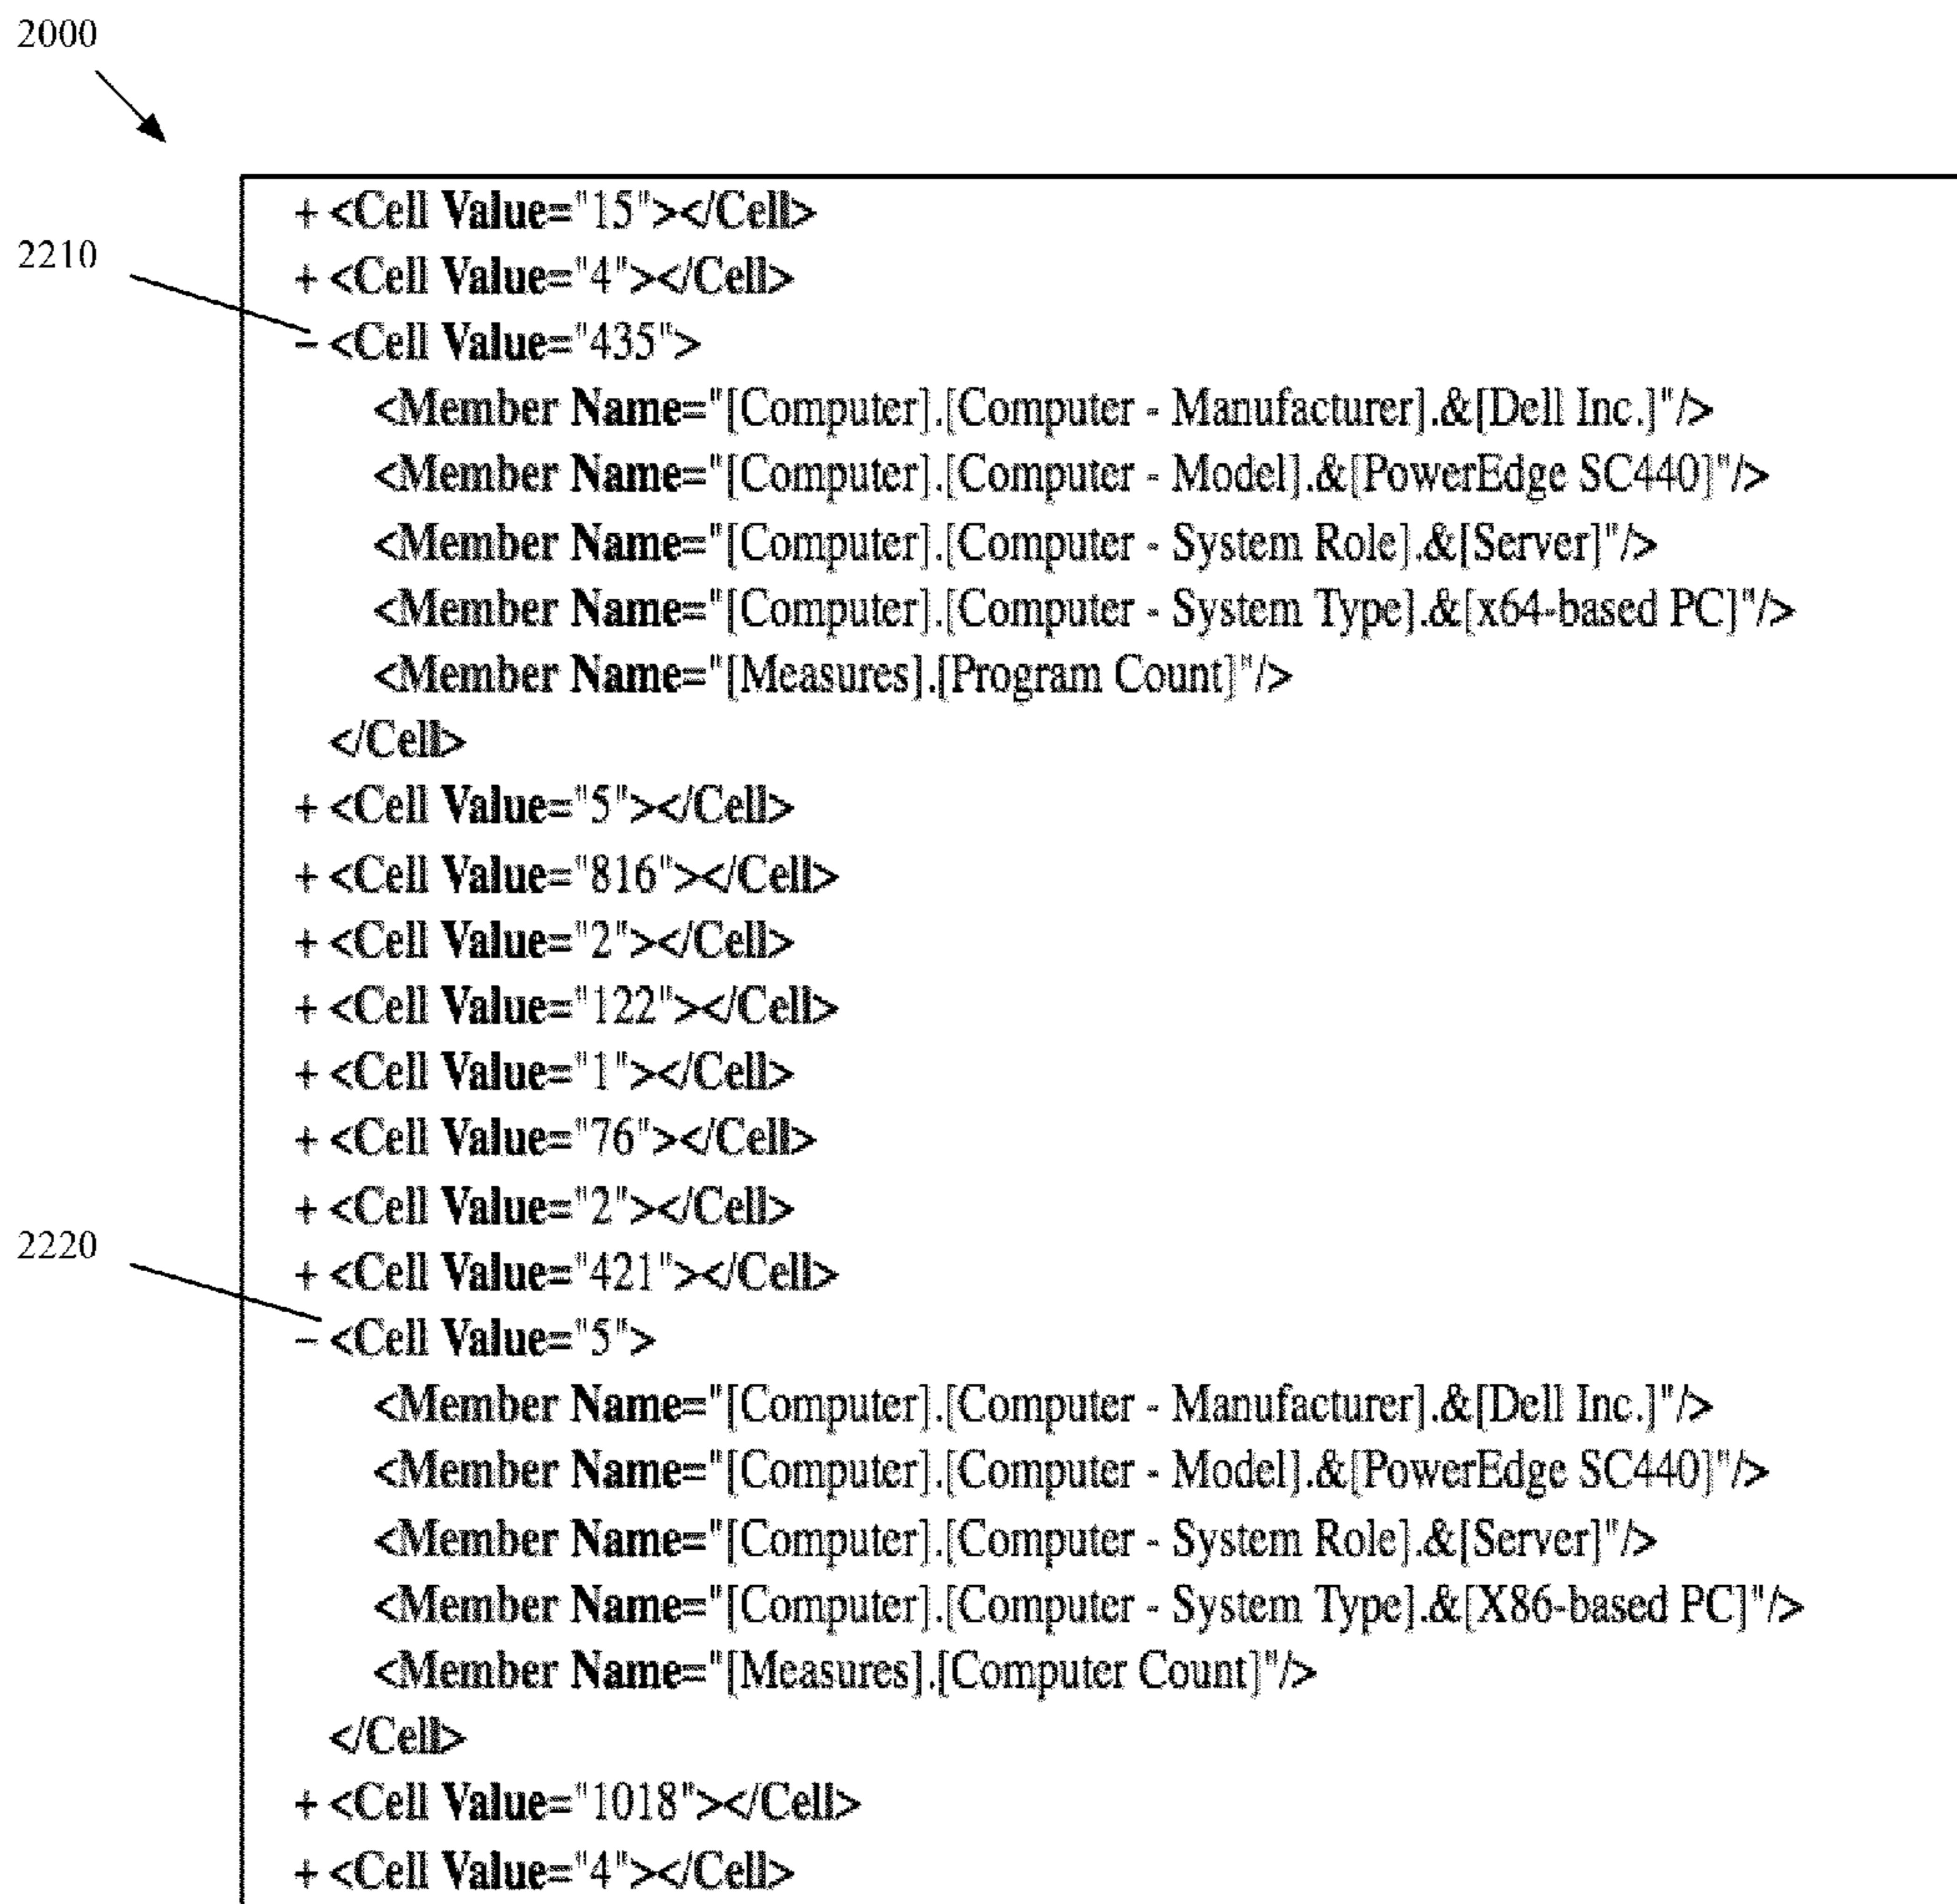 2000
+ <Cell Value="15"></Cell>
2210
+ <Cell Value="4"></Cell>
- <Cell Value="435">
<Member Name="[Computer].[Computer - Manufacturer].&[Dell Inc.]"/>
<Member Name="[Computer].[Computer - Model].&[PowerEdge SC440]"/>
<Member Name="[Computer].[Computer - System Role].&[Server]"/>
<Member Name="[Computer].[Computer - System Type].&[x64-based PC]"/>
<Member Name="[Measures].[Program Count]"/>
</Cell>
+ <Cell Value="5"></Cell>
+ <Cell Value="816"></Cell>
+ <Cell Value="2"></Cell>
+ <Cell Value="122"></Cell>
+ <Cell Value="1"></Cell>
+ <Cell Value="76"></Cell>
+ <Cell Value="2"></Cell>
2220
+ <Cell Value="421"></Cell>
- <Cell Value="5">
<Member Name="[Computer].[Computer - Manufacturer].&[Dell Inc.]"/>
<Member Name="[Computer].[Computer - Model].&[PowerEdge SC440]"/>
<Member Name="[Computer].[Computer - System Role].&[Server]"/>
<Member Name="[Computer].[Computer - System Type].&[X86-based PC]"/>
<Member Name="[Measures].[Computer Count]"/>
</Cell>
+ <Cell Value="1018"></Cell>
+ <Cell Value="4"></Cell>